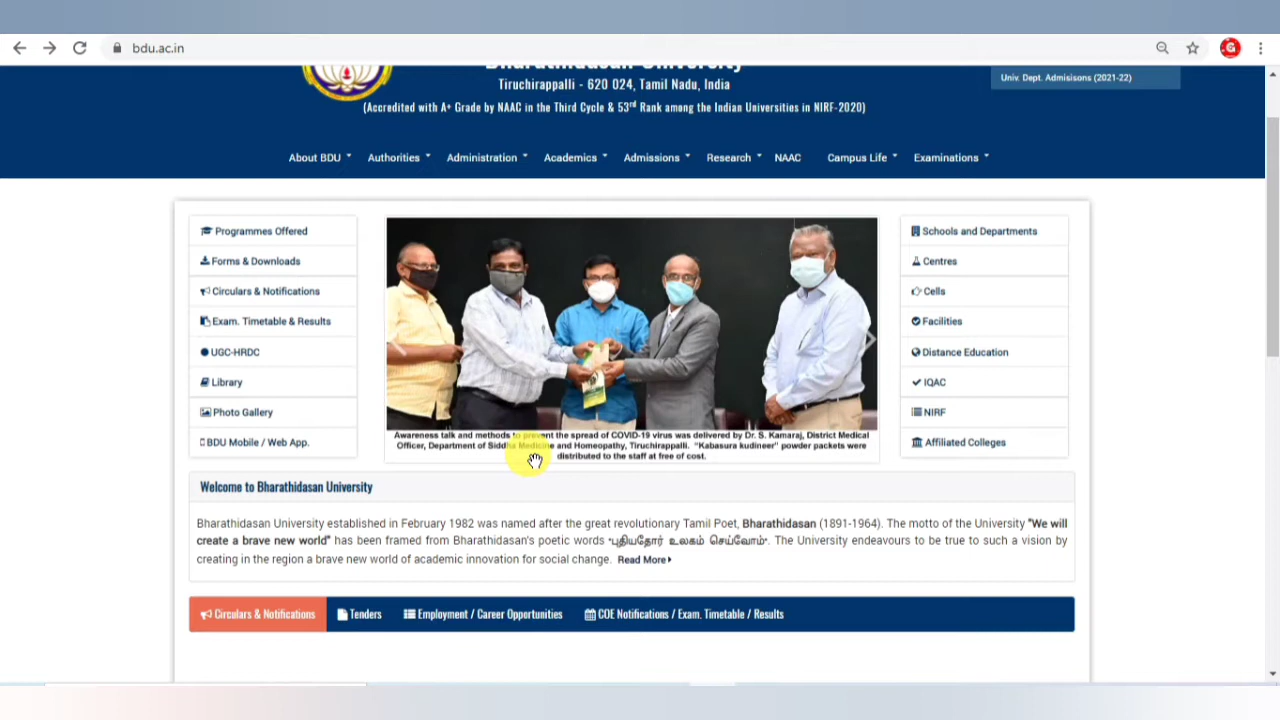 bdu.ac.in
Bharathidasan University
Tiruchirappalli - 620 024, Tamil Nadu, India
(Accredited with A+ Grade by NAAC in the Third Cycle & 53rd Rank among the Indian Universities in NIRF-2020)
Univ. Dept. Admisisons (2021-22)
About BDU Authorities Administration Academics Admissions Research NAAC Campus Life Examinations
Programmes Offered
Forms & Downloads
Circulars & Notifications
Exam. Timetable & Results
UGC-HRDC
Library
Photo Gallery
BDU Mobile / Web App.
Awareness talk and methods to prevent the spread of COVID-19 virus was delivered by Dr. S. Kamaraj, District Medical
Officer, Department of Siddha Medicine and Homeopathy, Tiruchirappalli. "Kabasura kudineer" powder packets were
distributed to the staff at free of cost.
Schools and Departments
Centres
Cells
Facilities
Distance Education
IQAC
NIRF
Affiliated Colleges
Welcome to Bharathidasan University
Bharathidasan University established in February 1982 was named after the great revolutionary Tamil Poet, Bharathidasan (1891-1964). The motto of the University "We will
create a brave new world" has been framed from Bharathidasan's poetic words "புதியதோர் உலகம் செய்வோம்". The University endeavours to be true to such a vision by
creating in the region a brave new world of academic innovation for social change. Read More
Circulars & Notifications Tenders Employment / Career Opportunities COE Notifications / Exam. Timetable / Results